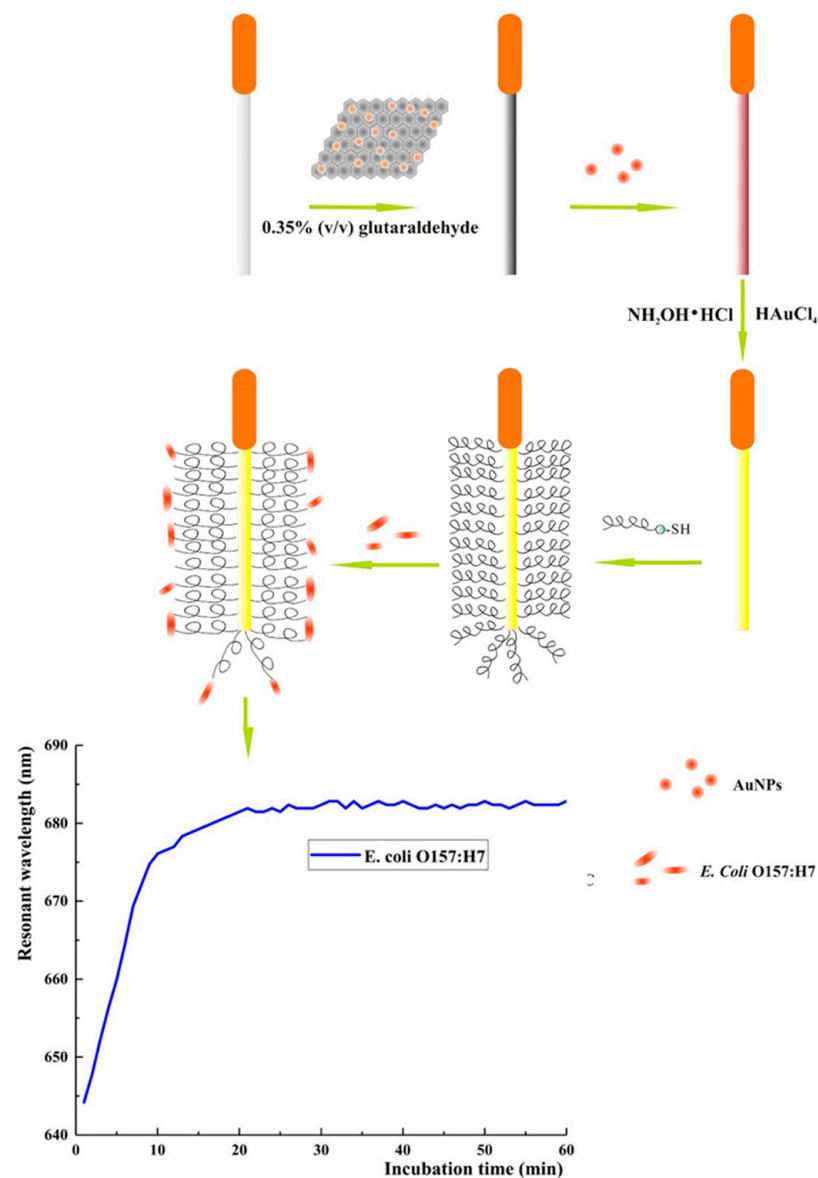 0.35% (v/v) glutaraldehyde
NH₂OH•HCl
HAuCl₄
-SH
Resonant wavelength (nm)
690
680
670
660
650
640
E. coli O157:H7
0
10
20
30
40
50
60
Incubation time (min)
AuNPs
E. Coli O157:H7